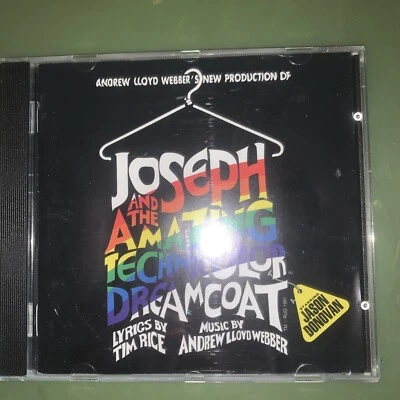 ANDREW LLOYD WEBBER'S NEW PRODUCTION OF
JOSEPH
AND THE
AMAZING
TECHNICOLOR
DREAMCOAT
LYRICS BY
TIM RICE
MUSIC BY
ANDREW LLOYD WEBBER
JASON
DONOVAN